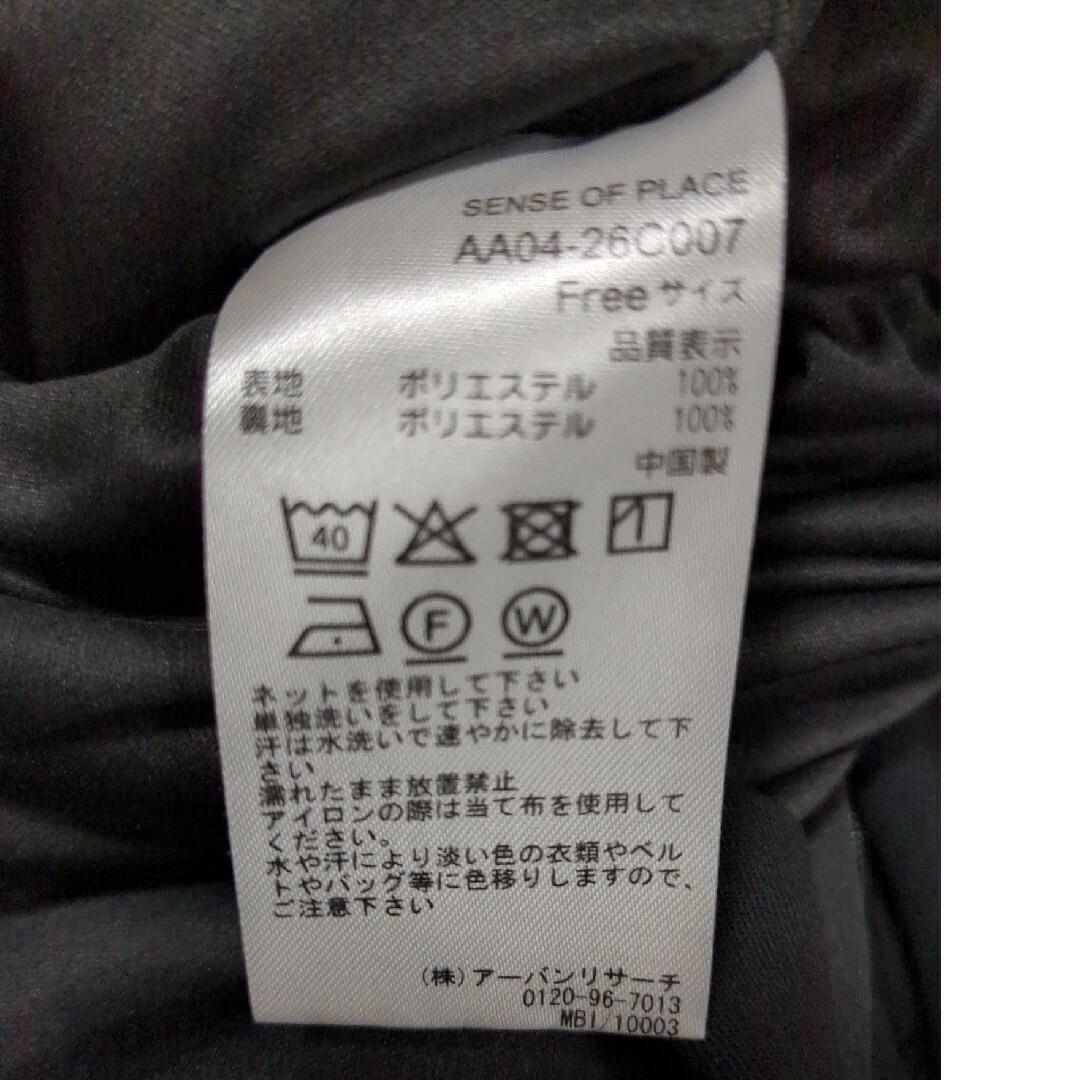 SENSE OF PLACE
AA04-26C007
Freeサイズ
品質表示
表地 ポリエステル 100%
裏地 ポリエステル 100%
中国製
40
F W
ネットを使用して下さい
単独洗いをして下さい
汗は水洗いで速やかに除去して下
さい
濡れたまま放置禁止
アイロンの際は当て布を使用して
ください。
水や汗により淡い色の衣類やベル
トやバッグ等に色移りしますので、
ご注意下さい
(株)アーバンリサーチ
0120-96-7013
MBI/10003